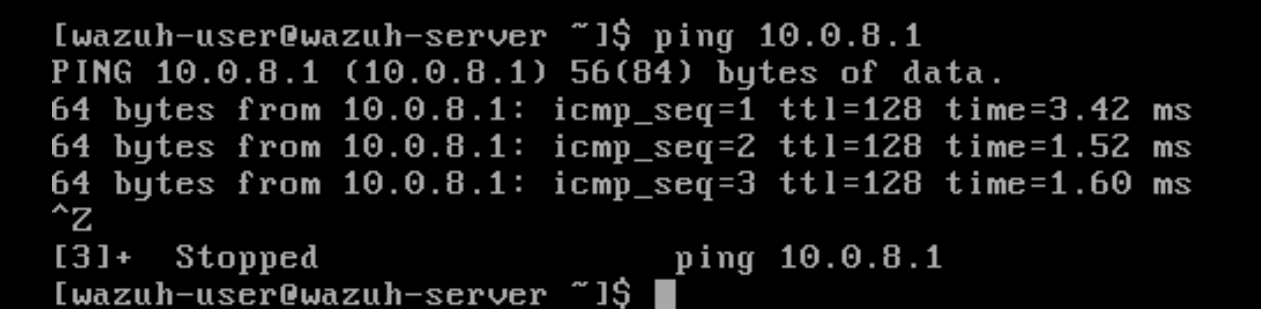 [wazuh-user@wazuh-server ~]$ ping 10.0.8.1
PING 10.0.8.1 (10.0.8.1) 56(84) bytes of data.
64 bytes from 10.0.8.1: icmp_seq=1 ttl=128 time=3.42 ms
64 bytes from 10.0.8.1: icmp_seq=2 ttl=128 time=1.52 ms
64 bytes from 10.0.8.1: icmp_seq=3 ttl=128 time=1.60 ms
^Z
[3]+  Stopped                 ping 10.0.8.1
[wazuh-user@wazuh-server ~]$